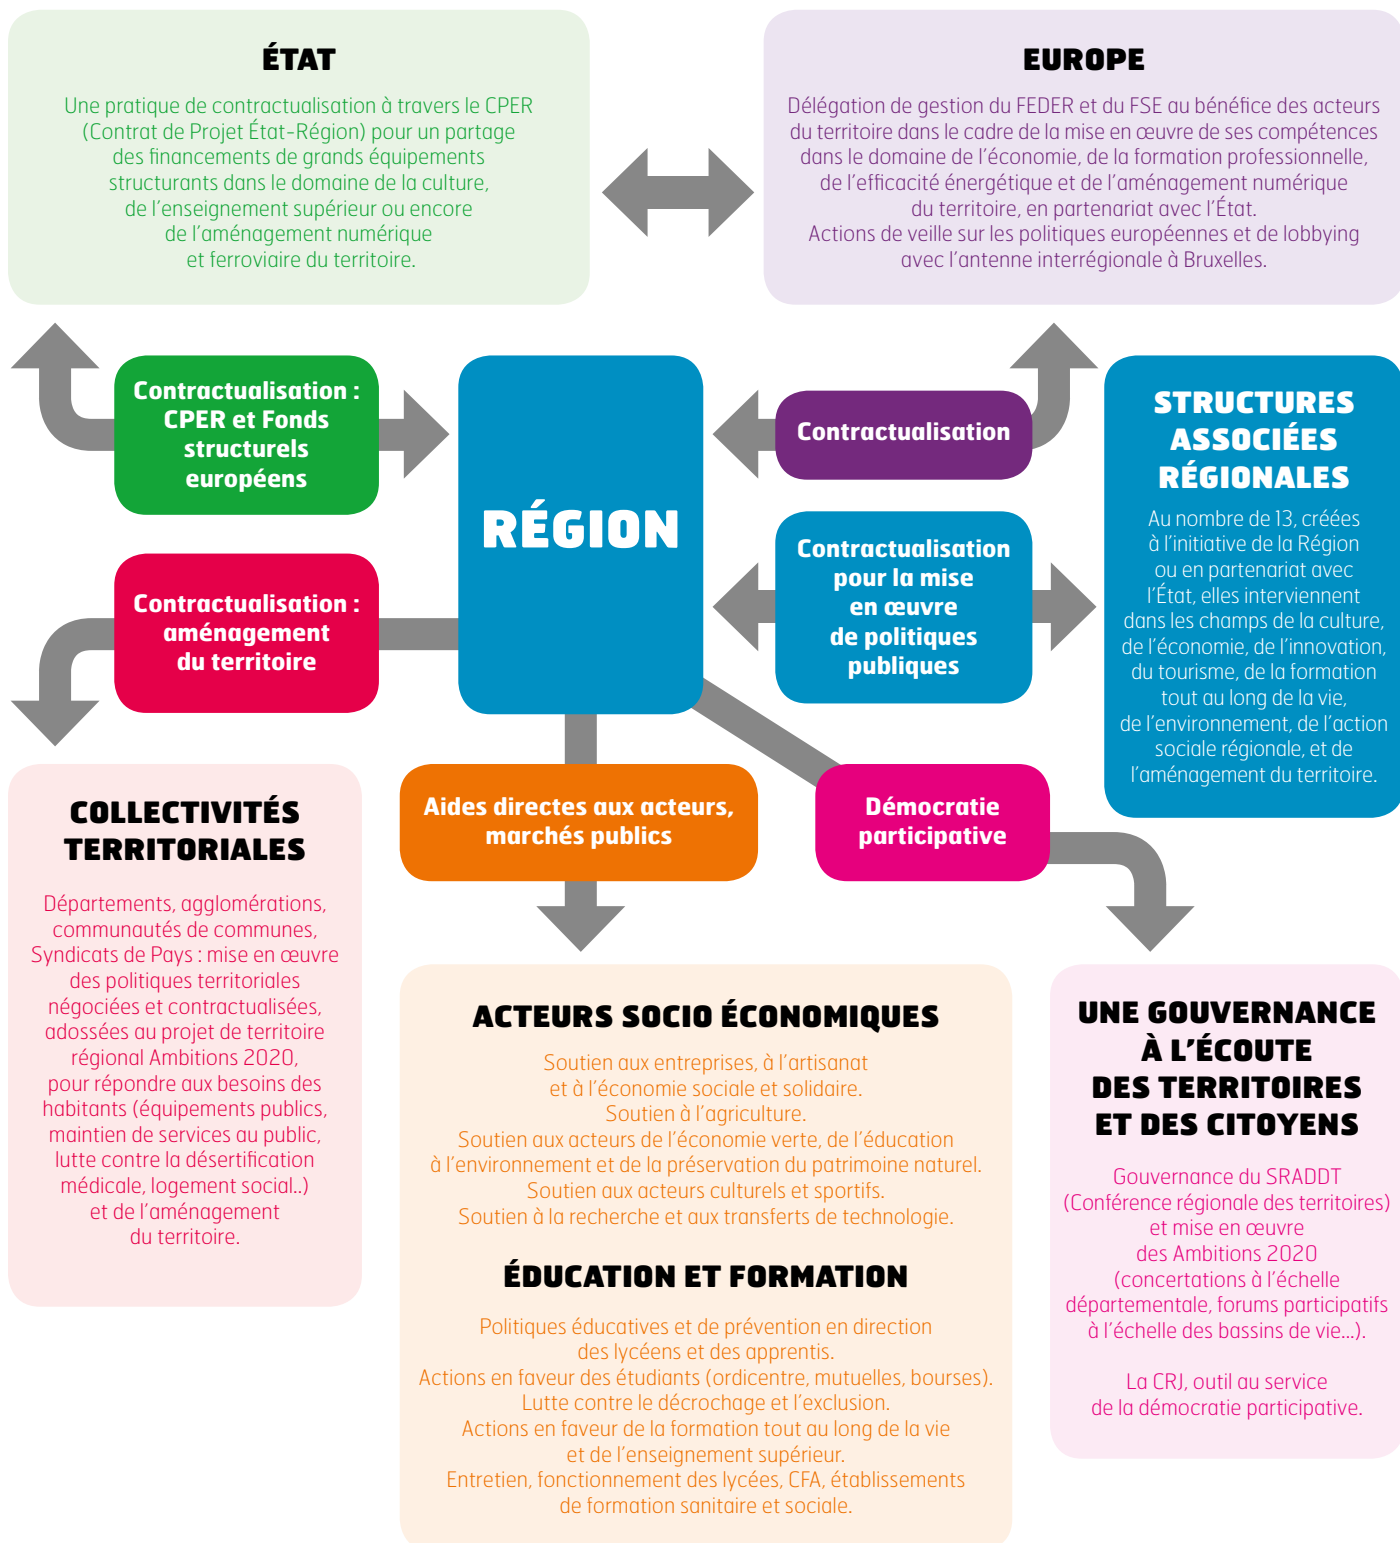 ÉTAT
Une pratique de contractualisation à travers le CPER
(Contrat de Projet État-Région) pour un partage
des financements de grands équipements
structurants dans le domaine de la culture,
de l'enseignement supérieur ou encore
de l'aménagement numérique
et ferroviaire du territoire.
EUROPE
Délégation de gestion du FEDER et du FSE au bénéfice des acteurs
du territoire dans le cadre de la mise en œuvre de ses compétences
dans le domaine de l'économie, de la formation professionnelle,
de l'efficacité énergétique et de l'aménagement numérique
du territoire, en partenariat avec l'État.
Actions de veille sur les politiques européennes et de lobbying
avec l'antenne interrégionale à Bruxelles.
Contractualisation :
CPER et Fonds
structurels
européens
RÉGION
Contractualisation
STRUCTURES
ASSOCIÉES
RÉGIONALES
Au nombre de 13, créées
à l'initiative de la Région
ou en partenariat avec
l'État, elles interviennent
dans les champs de la culture,
de l'économie, de l'innovation,
du tourisme, de la formation
tout au long de la vie,
de l'environnement, de l'action
sociale régionale, et de
l'aménagement du territoire.
Contractualisation
pour la mise
en œuvre
de politiques
publiques
Contractualisation :
aménagement
du territoire
Aides directes aux acteurs,
marchés publics
Démocratie
participative
COLLECTIVITÉS
TERRITORIALES
Départements, agglomérations,
communautés de communes,
Syndicats de Pays : mise en œuvre
des politiques territoriales
négociées et contractualisées,
adossées au projet de territoire
régional Ambitions 2020,
pour répondre aux besoins des
habitants (équipements publics,
maintien de services au public,
lutte contre la désertification
médicale, logement social..)
et de l'aménagement
du territoire.
ACTEURS SOCIO ÉCONOMIQUES
Soutien aux entreprises, à l'artisanat
et à l'économie sociale et solidaire.
Soutien à l'agriculture.
Soutien aux acteurs de l'économie verte, de l'éducation
à l'environnement et de la préservation du patrimoine naturel.
Soutien aux acteurs culturels et sportifs.
Soutien à la recherche et aux transferts de technologie.
ÉDUCATION ET FORMATION
Politiques éducatives et de prévention en direction
des lycéens et des apprentis.
Actions en faveur des étudiants (ordicentre, mutuelles, bourses).
Lutte contre le décrochage et l'exclusion.
Actions en faveur de la formation tout au long de la vie
et de l'enseignement supérieur.
Entretien, fonctionnement des lycées, CFA, établissements
de formation sanitaire et sociale.
UNE GOUVERNANCE
À L'ÉCOUTE
DES TERRITOIRES
ET DES CITOYENS
Gouvernance du SRADDT
(Conférence régionale des territoires)
et mise en œuvre
des Ambitions 2020
(concertations à l'échelle
départementale, forums participatifs
à l'échelle des bassins de vie...).
La CRJ, outil au service
de la démocratie participative.